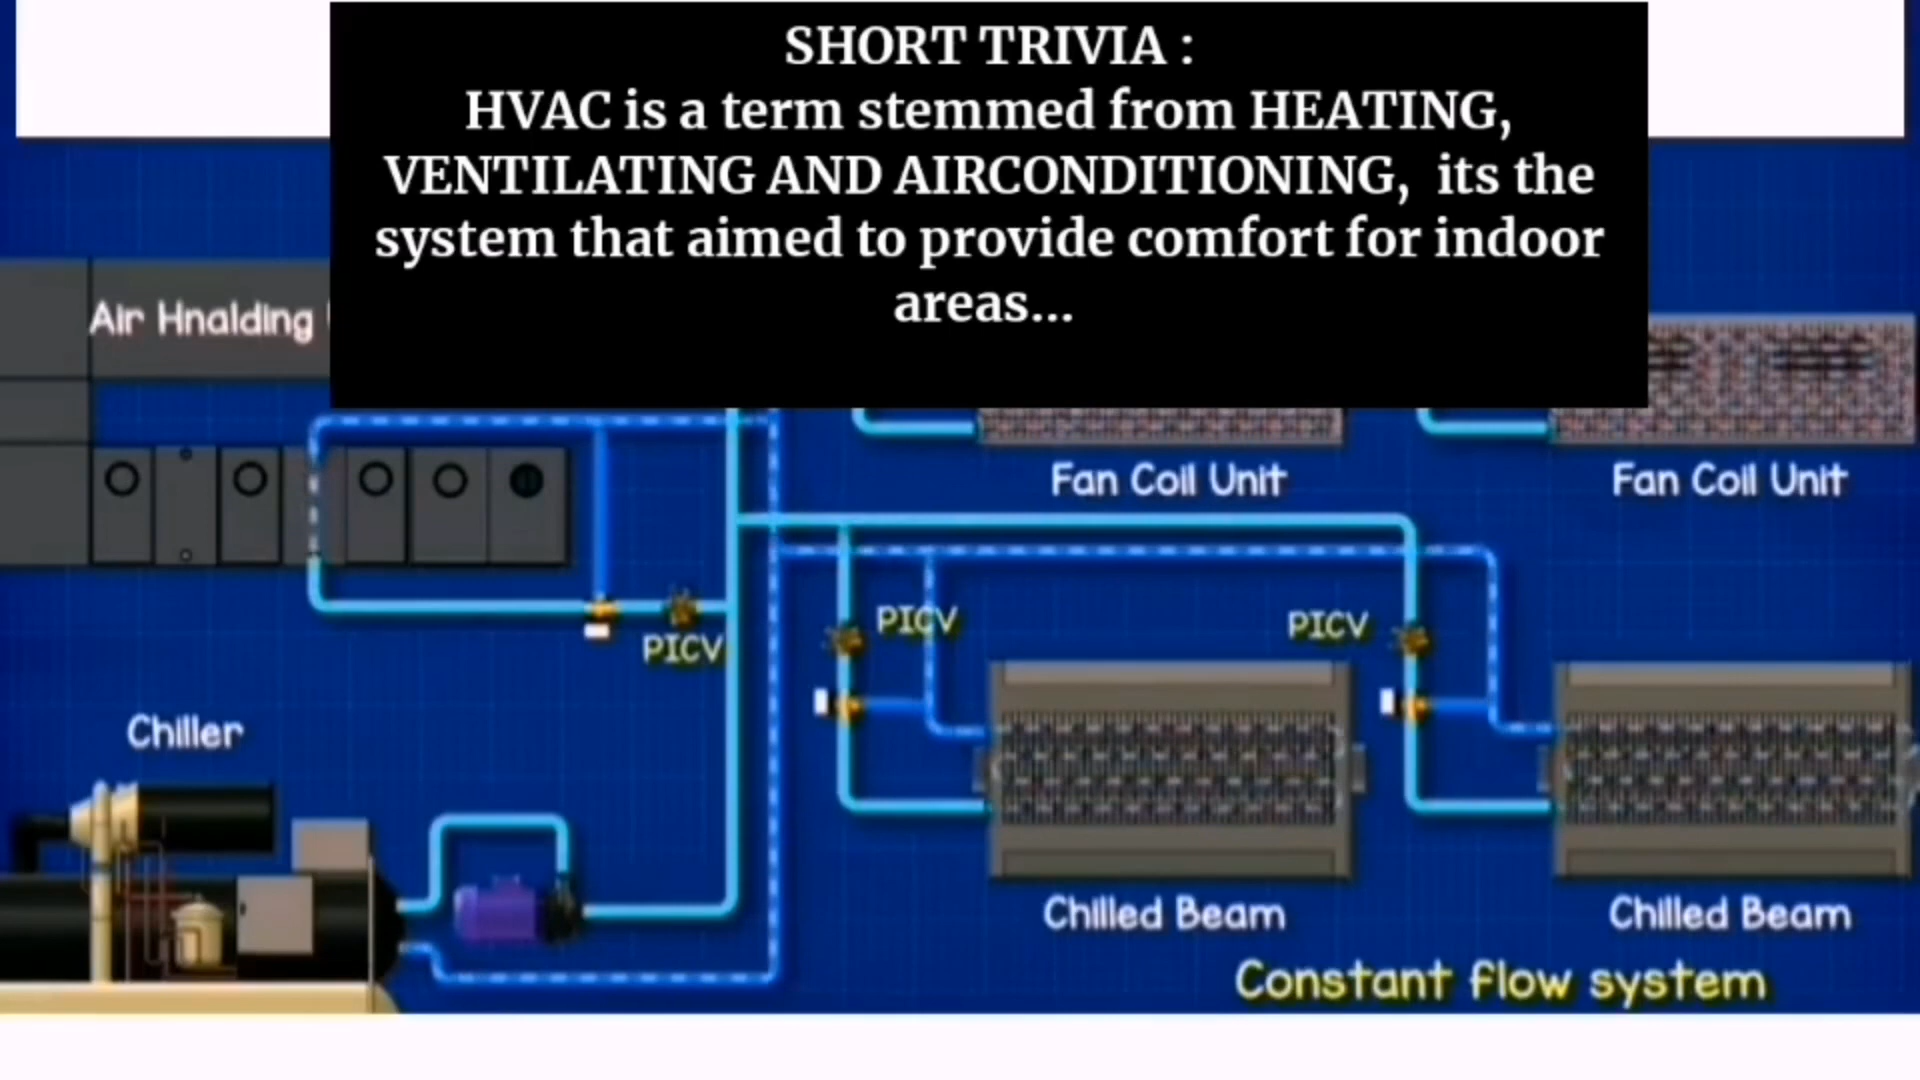 SHORT TRIVIA :
HVAC is a term stemmed from HEATING,
VENTILATING AND AIRCONDITIONING, its the
system that aimed to provide comfort for indoor
areas...
Air Hnalding
Fan Coil Unit
Fan Coil Unit
PICV
PICV
PICV
Chiller
Chilled Beam
Chilled Beam
Constant flow system